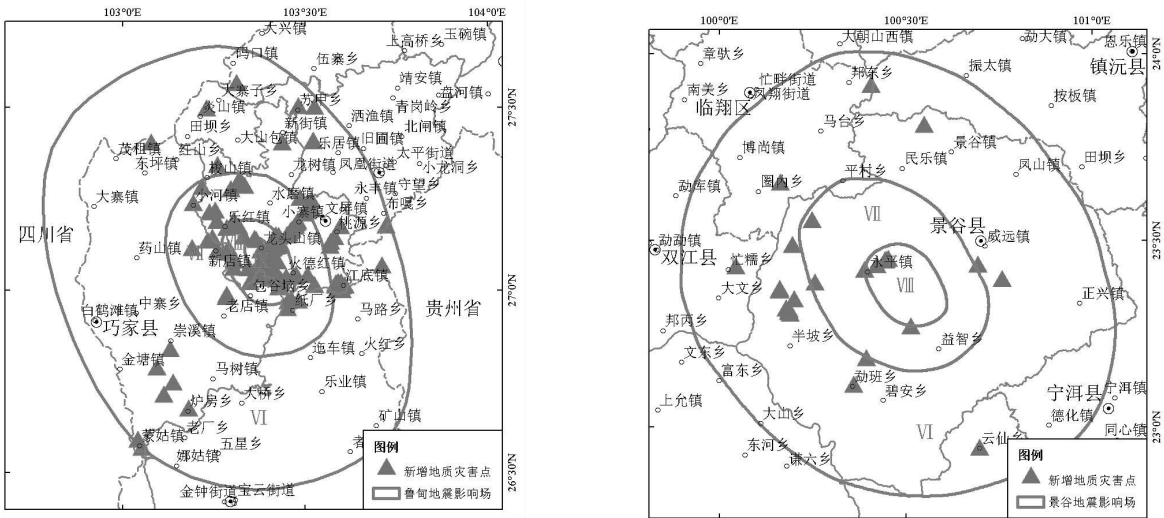 103°0'E
103°30'E
104°0'E
大兴镇
码口镇
伍寨乡
上高桥乡
玉碗镇
靖安镇
盘河镇
大寨子乡
炎山镇
苏甲乡
青岗岭乡
27°30'N
田坝乡
新街镇
洒渔镇
北闸镇
大山包镇
乐居镇
旧圃镇
茂租镇
红山乡
太平街道
东坪镇
梭山镇
龙树镇
凤凰街道
小龙洞乡
大寨镇
小河镇
水磨镇
永丰镇
守望乡
小寨镇
文屏镇
布嘎乡
乐红镇
桃源乡
四川省
药山镇
龙头山镇
新店镇
火德红镇
江底镇
27°0'N
包谷垴乡
中寨乡
老店镇
纸厂乡
马路乡
贵州省
白鹤滩镇
巧家县
崇溪镇
迤车镇
火红乡
金塘镇
马树镇
乐业镇
大桥乡
炉房乡
VI
矿山镇
老厂乡
蒙姑镇
五星乡
者
娜姑镇
金钟街道
宝云街道
26°30'N
图例
新增地质灾害点
鲁甸地震影响场
100°0'E
100°30'E
101°0'E
大朝山西镇
勐大镇
恩乐镇
章驮乡
24°0'N
忙畔街道
邦东乡
振太镇
镇沅县
南美乡
凤翔街道
临翔区
按板镇
马台乡
景谷镇
博尚镇
民乐镇
凤山镇
田坝乡
勐库镇
圈内乡
平村乡
VII
景谷县
威远镇
23°30'N
勐勐镇
双江县
忙糯乡
永平镇
大文乡
VIII
正兴镇
邦丙乡
半坡乡
益智乡
文东乡
富东乡
勐班乡
碧安乡
宁洱县
宁洱镇
上允镇
大山乡
德化镇
23°0'N
VI
云仙乡
同心镇
东河乡
谦六乡
图例
新增地质灾害点
景谷地震影响场